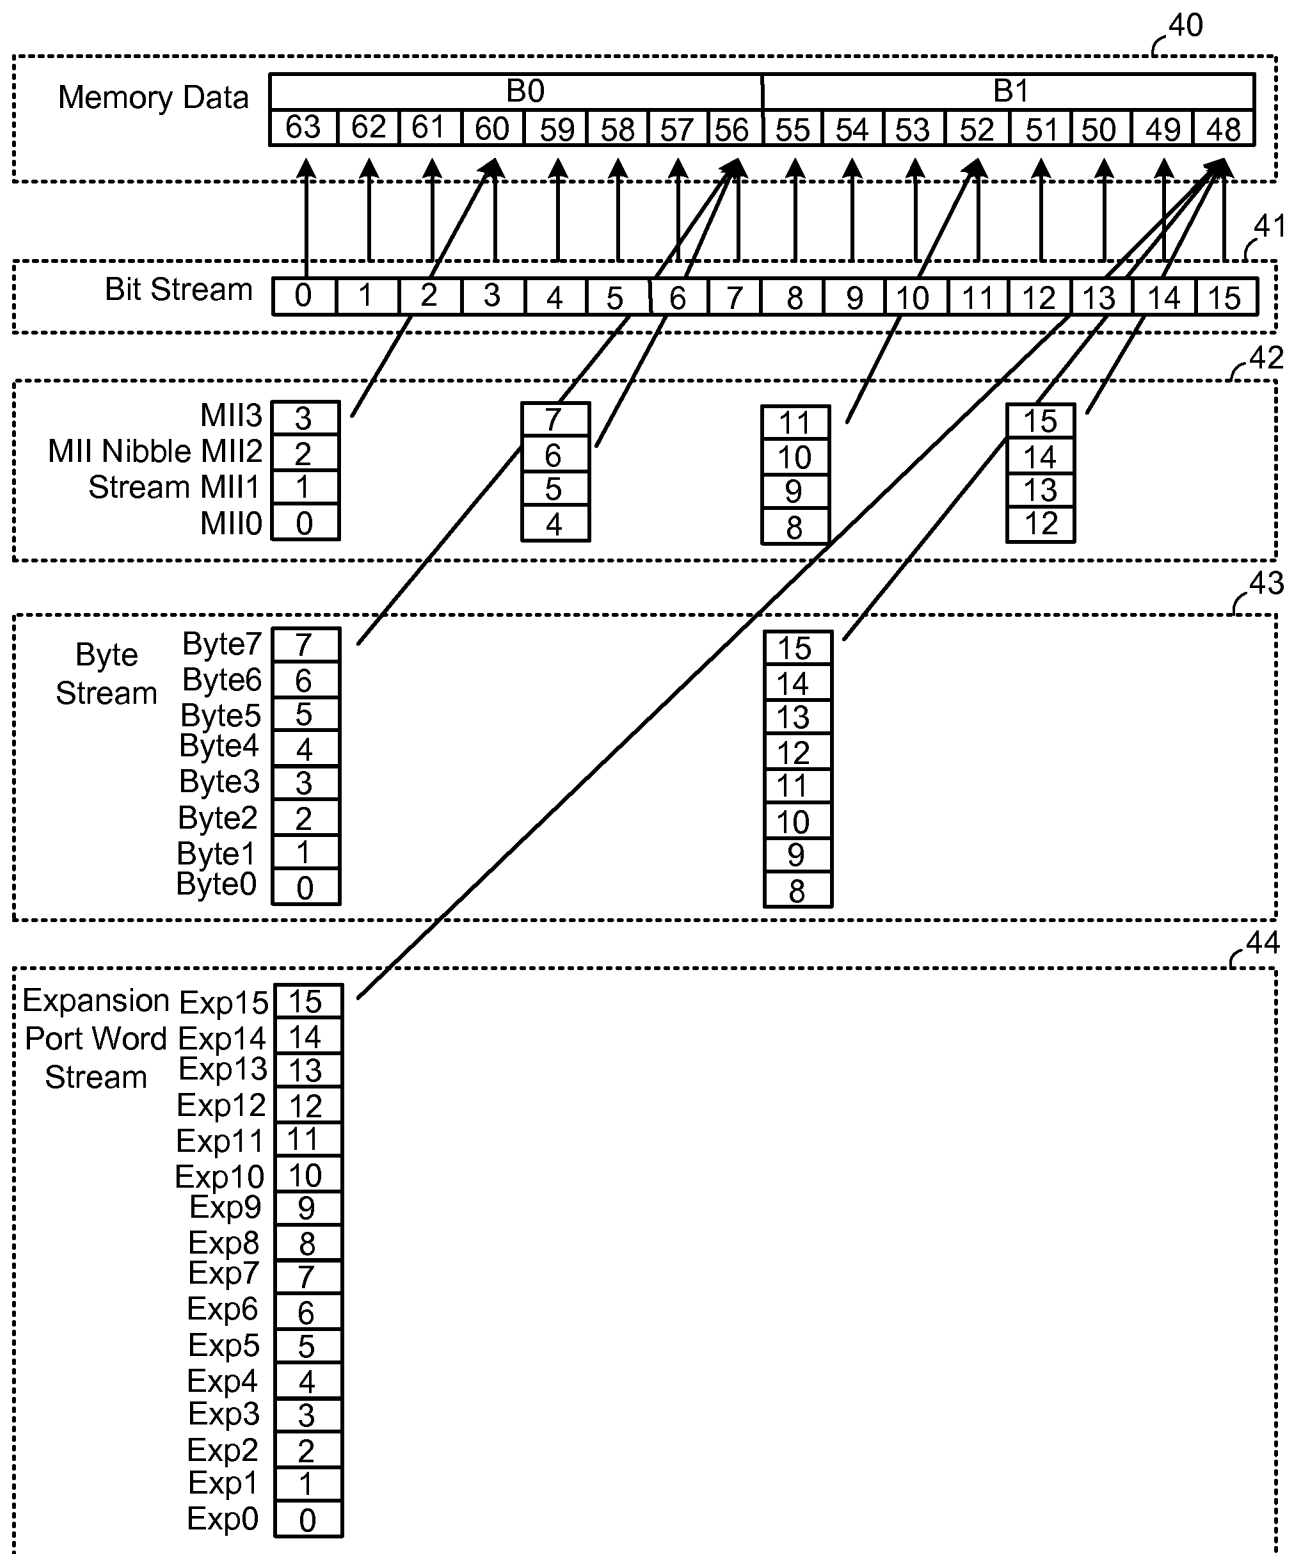 40
Memory Data B0 B1
63 62 61 60 59 58 57 56 55 54 53 52 51 50 49 48
41
Bit Stream 0 1 2 3 4 5 6 7 8 9 10 11 12 13 14 15
42
MII3 3 7 11 15
MII Nibble MII2 2 6 10 14
Stream MII1 1 5 9 13
MII0 0 4 8 12
43
Byte Stream
Byte7 7 15
Byte6 6 14
Byte5 5 13
Byte4 4 12
Byte3 3 11
Byte2 2 10
Byte1 1 9
Byte0 0 8
44
Expansion Exp15 15
Port Word Exp14 14
Stream Exp13 13
Exp12 12
Exp11 11
Exp10 10
Exp9 9
Exp8 8
Exp7 7
Exp6 6
Exp5 5
Exp4 4
Exp3 3
Exp2 2
Exp1 1
Exp0 0